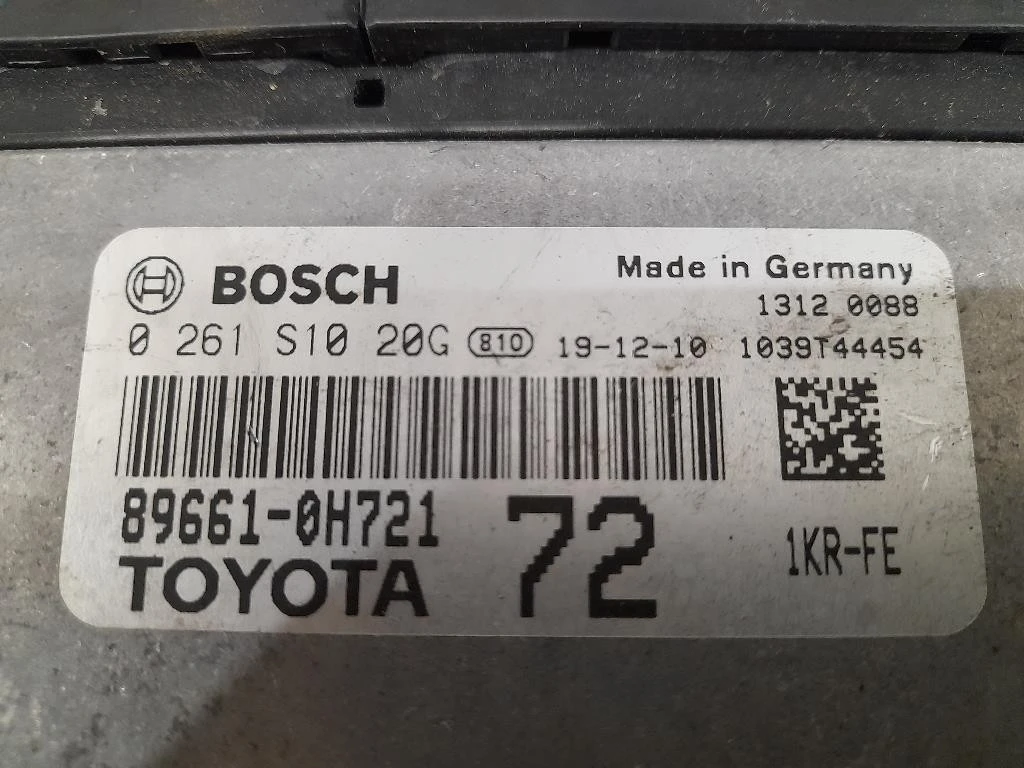 BOSCH
Made in Germany
1312 0088
0 261 S10 20G 810 19-12-10 1039T44454
89661-0H721
72
1KR-FE
TOYOTA